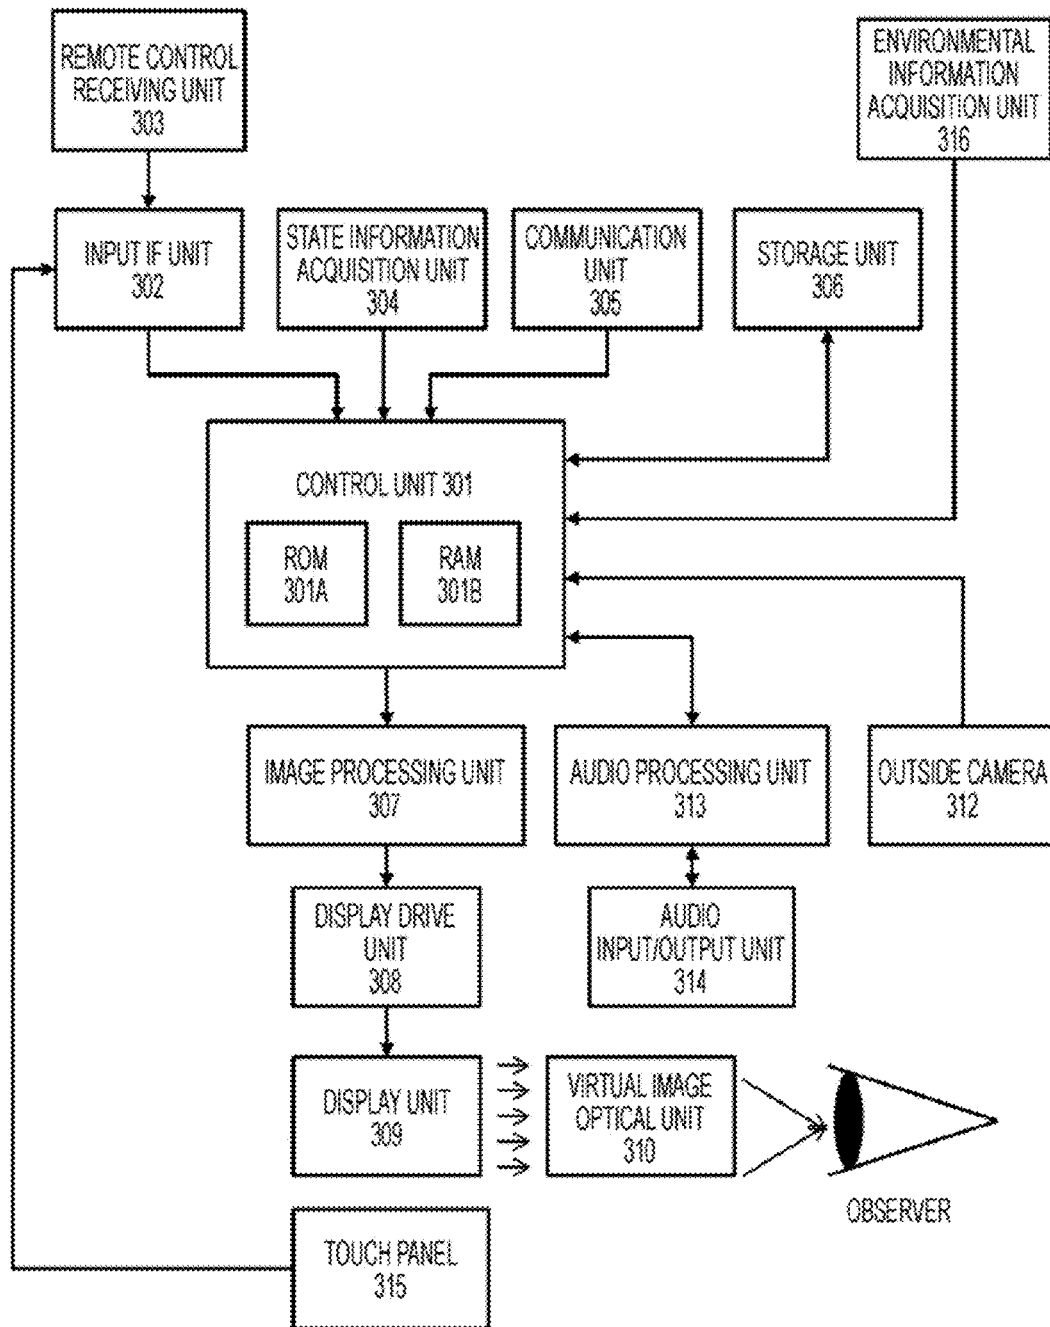 REMOTE CONTROL
RECEIVING UNIT
303
ENVIRONMENTAL
INFORMATION
ACQUISITION UNIT
316
INPUT IF UNIT
302
STATE INFORMATION
ACQUISITION UNIT
304
COMMUNICATION
UNIT
305
STORAGE UNIT
306
CONTROL UNIT 301
ROM
301A
RAM
301B
IMAGE PROCESSING UNIT
307
AUDIO PROCESSING UNIT
313
OUTSIDE CAMERA
312
DISPLAY DRIVE
UNIT
308
AUDIO
INPUT/OUTPUT UNIT
314
DISPLAY UNIT
309
VIRTUAL IMAGE
OPTICAL UNIT
310
OBSERVER
TOUCH PANEL
315